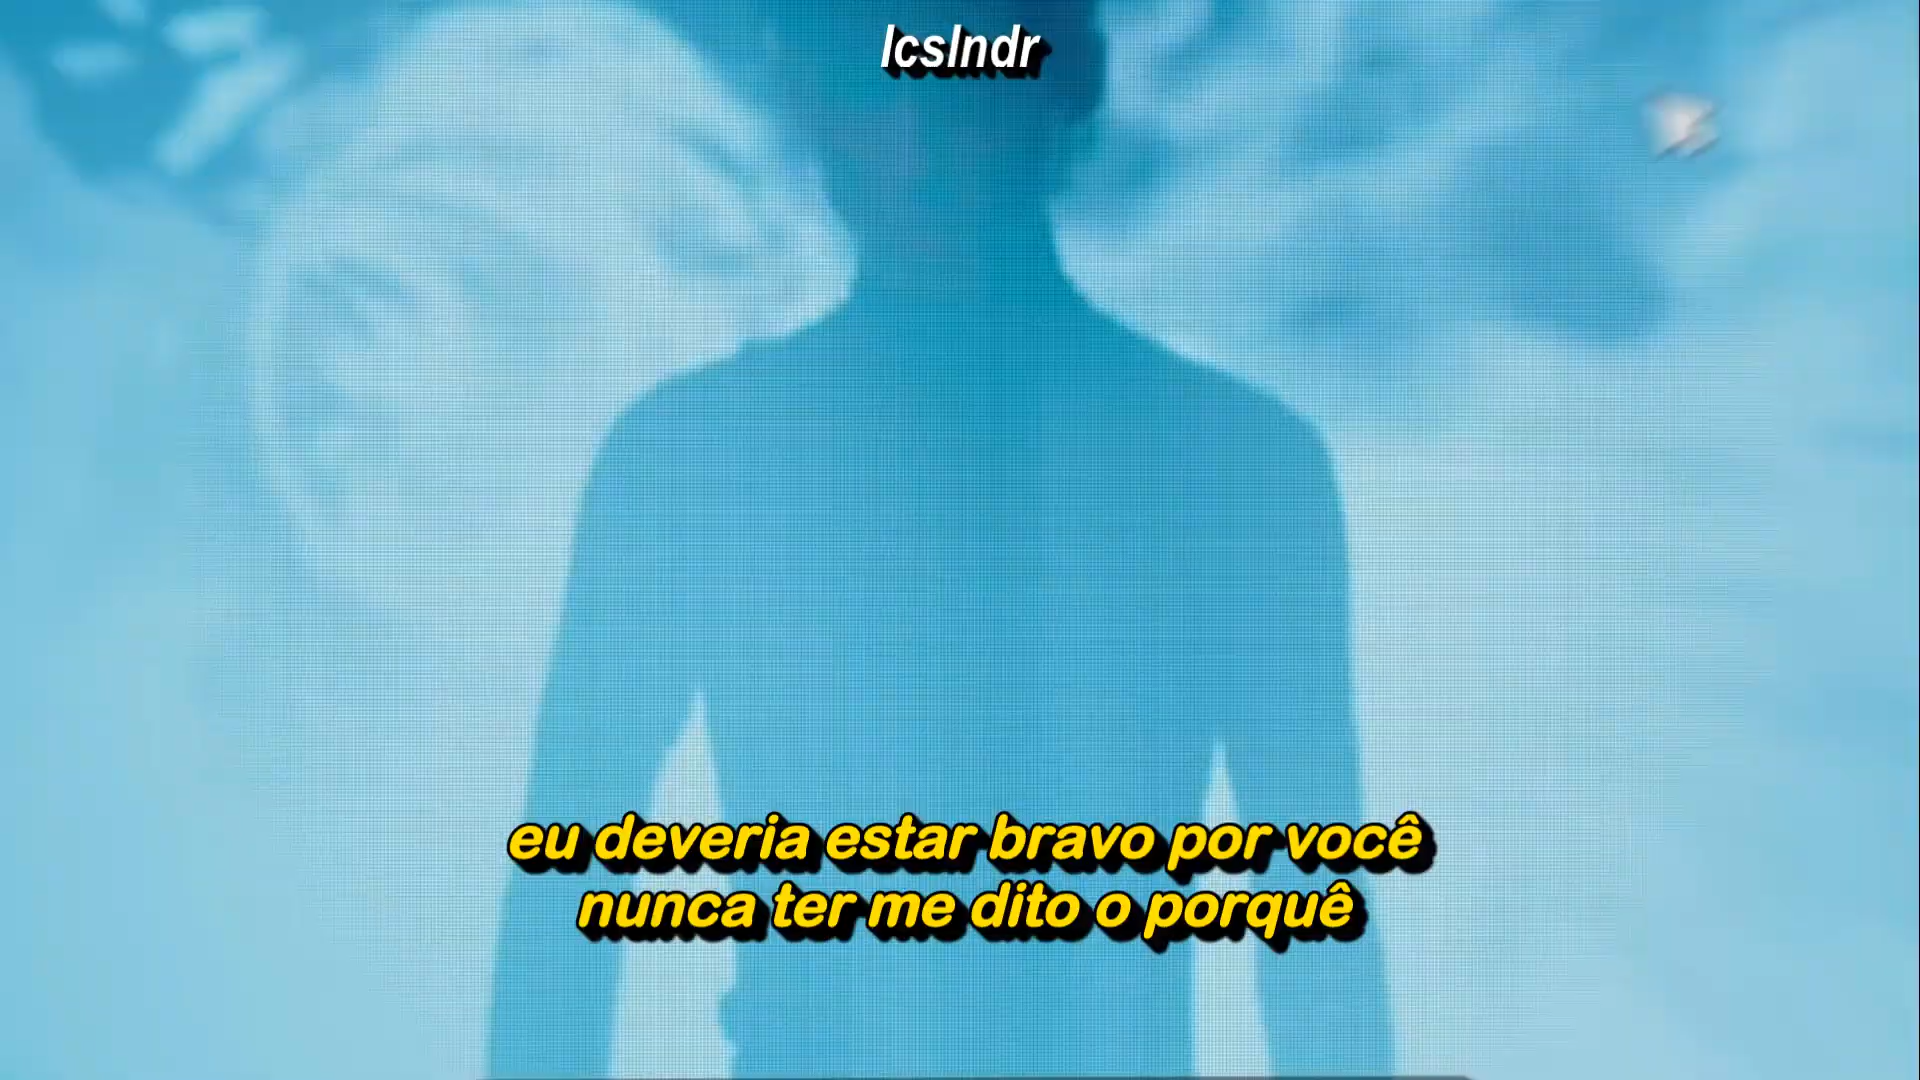 lcslndr
eu deveria estar bravo por você
nunca ter me dito o porquê